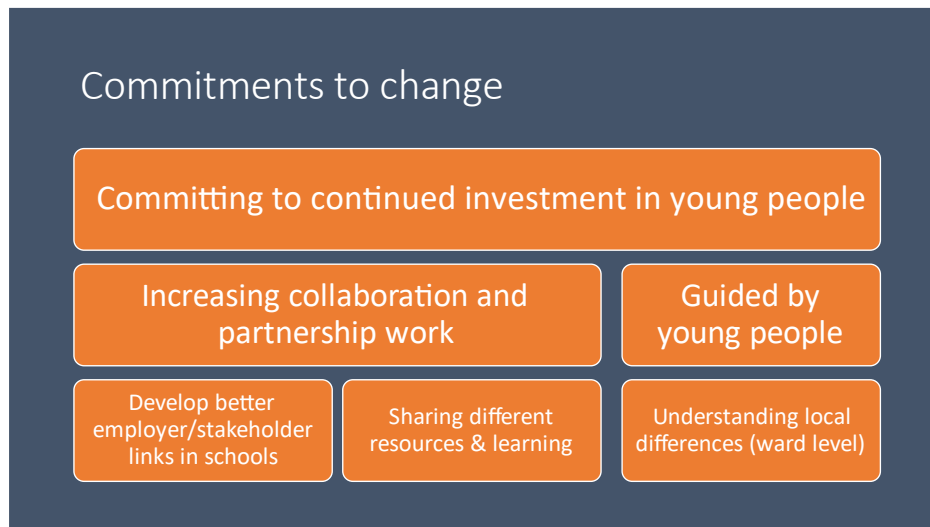 Commitments to change
Committing to continued investment in young people
Increasing collaboration and
partnership work
Guided by
young people
Develop better
employer/stakeholder
links in schools
Sharing different
resources & learning
Understanding local
differences (ward level)